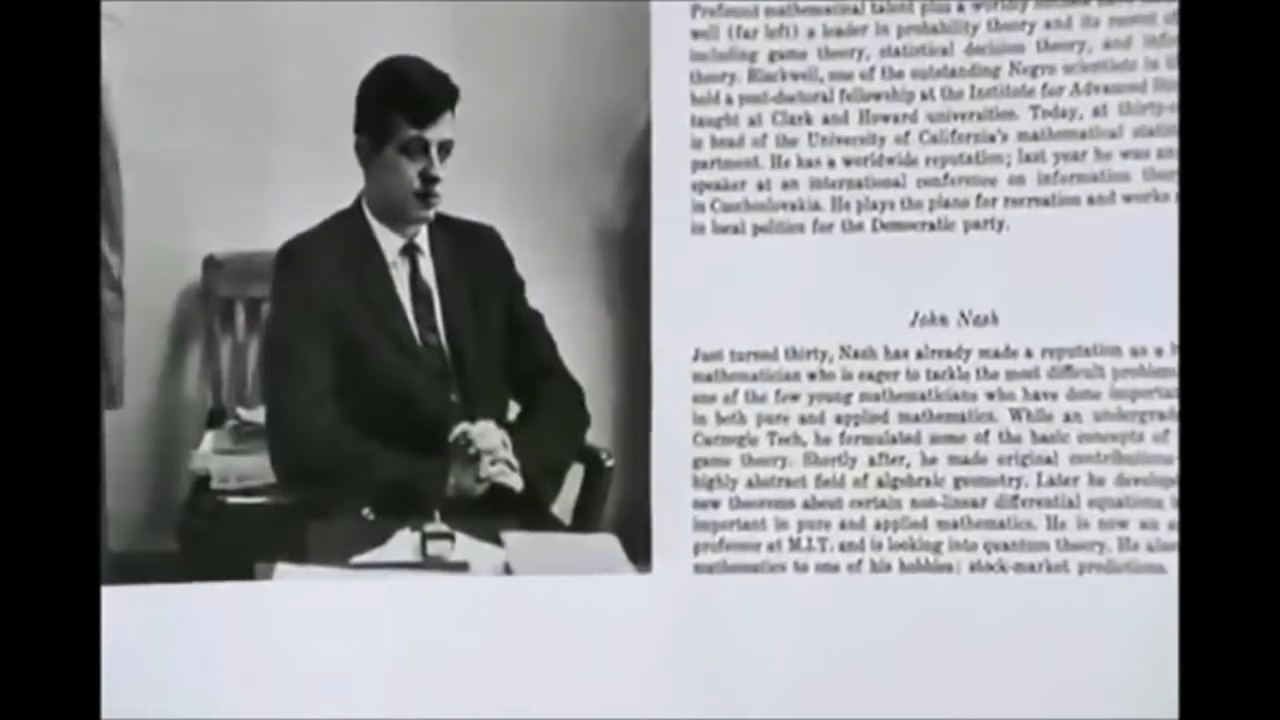 Profound mathematical talent plus a worldly
well (far left) a leader in probability theory and its recent
including game theory, statistical decision theory, and
theory. Blackwell, one of the outstanding Negro scientists in
held a post-doctoral fellowship at the Institute for Advanced
taught at Clark and Howard universities. Today, at
is head of the University of California's mathematical
partment. He has a worldwide reputation; last year he was
speaker at an international conference on information
in Czechoslovakia. He plays the piano for recreation and works
in local politics for the Democratic party.
John Nash
Just turned thirty, Nash has already made a reputation as a
mathematician who is eager to tackle the most difficult
one of the few young mathematicians who have done
in both pure and applied mathematics. While an
Carnegie Tech, he formulated some of the basic concepts of
game theory. Shortly after, he made original
highly abstract field of algebraic geometry. Later he
new theorems about certain non-linear differential equations
important in pure and applied mathematics. He is now an
professor at M.I.T. and is looking into quantum theory. He
mathematics to one of his hobbies: stock-market predictions.